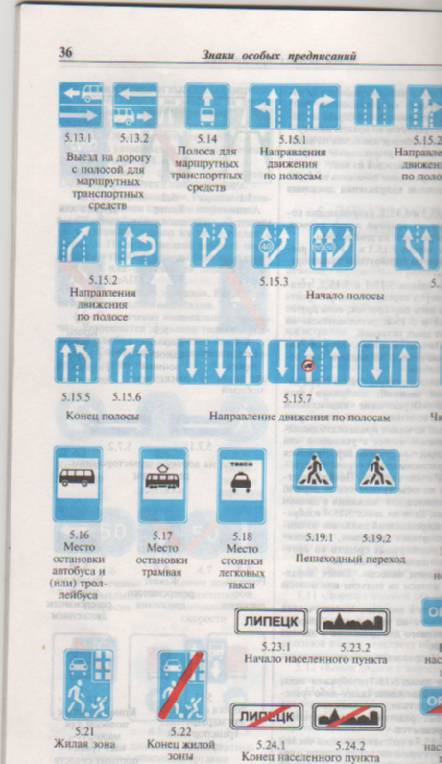 36
Знаки особых предписаний
5.13.1
5.13.2
Выезд на дорогу
с полосой для
маршрутных
транспортных
средств
5.14
Полоса для
маршрутных
транспортных
средств
5.15.1
Направления
движения
по полосам
5.15.2
5.15.2
Направления
движения
по полосе
40
5.15.3
Начало полосы
5.15.5
5.15.6
Конец полосы
5.15.7
Направление движения по полосам
5.16
Место
остановки
автобуса и
(или) трол-
лейбуса
5.17
Место
остановки
трамвая
ТАКСИ
5.18
Место
стоянки
легковых
такси
5.19.1
5.19.2
Пешеходный переход
ЛИПЕЦК
5.23.1
5.23.2
Начало населенного пункта
5.21
Жилая зона
5.22
Конец жилой
зоны
ЛИПЕЦК
5.24.1
5.24.2
Конец населенного пункта